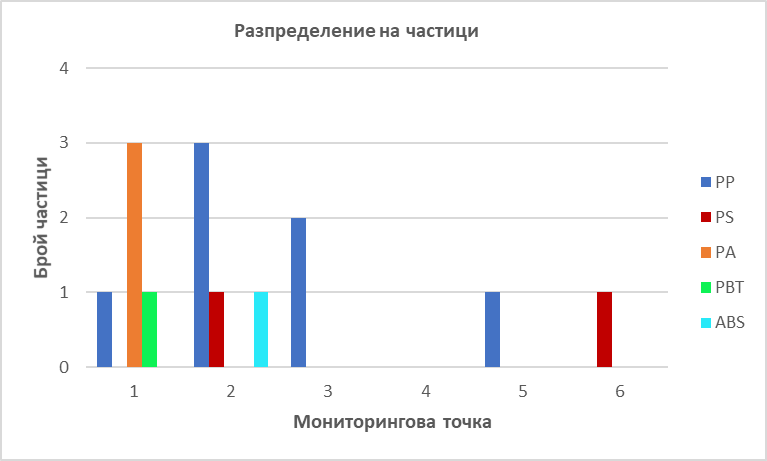 Разпределение на частици
4
3
2
1
0
Брой частици
1 2 3 4 5 6
Мониторингова точка
PP
PS
PA
PBT
ABS